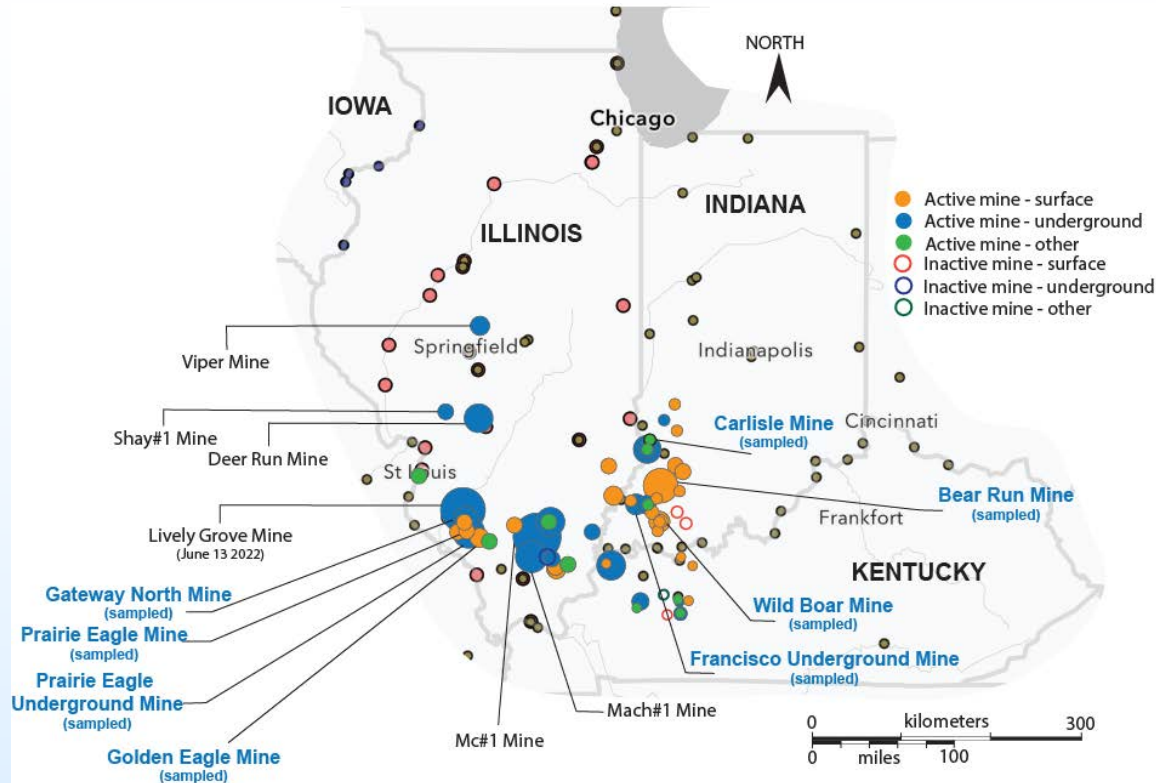 NORTH
IOWA
Chicago
INDIANA
ILLINOIS
Active mine - surface
Active mine - underground
Active mine - other
Inactive mine - surface
Inactive mine - underground
Inactive mine - other
Viper Mine
Springfield
Indianapolis
Shay#1 Mine
Deer Run Mine
Carlisle Mine
(sampled)
Cincinnati
St Louis
Bear Run Mine
(sampled)
Lively Grove Mine
(June 13 2022)
Frankfort
KENTUCKY
Gateway North Mine
(sampled)
Prairie Eagle Mine
(sampled)
Wild Boar Mine
(sampled)
Francisco Underground Mine
(sampled)
Prairie Eagle
Underground Mine
(sampled)
Mach#1 Mine
Mc#1 Mine
Golden Eagle Mine
(sampled)
0 kilometers 300
0 miles 100